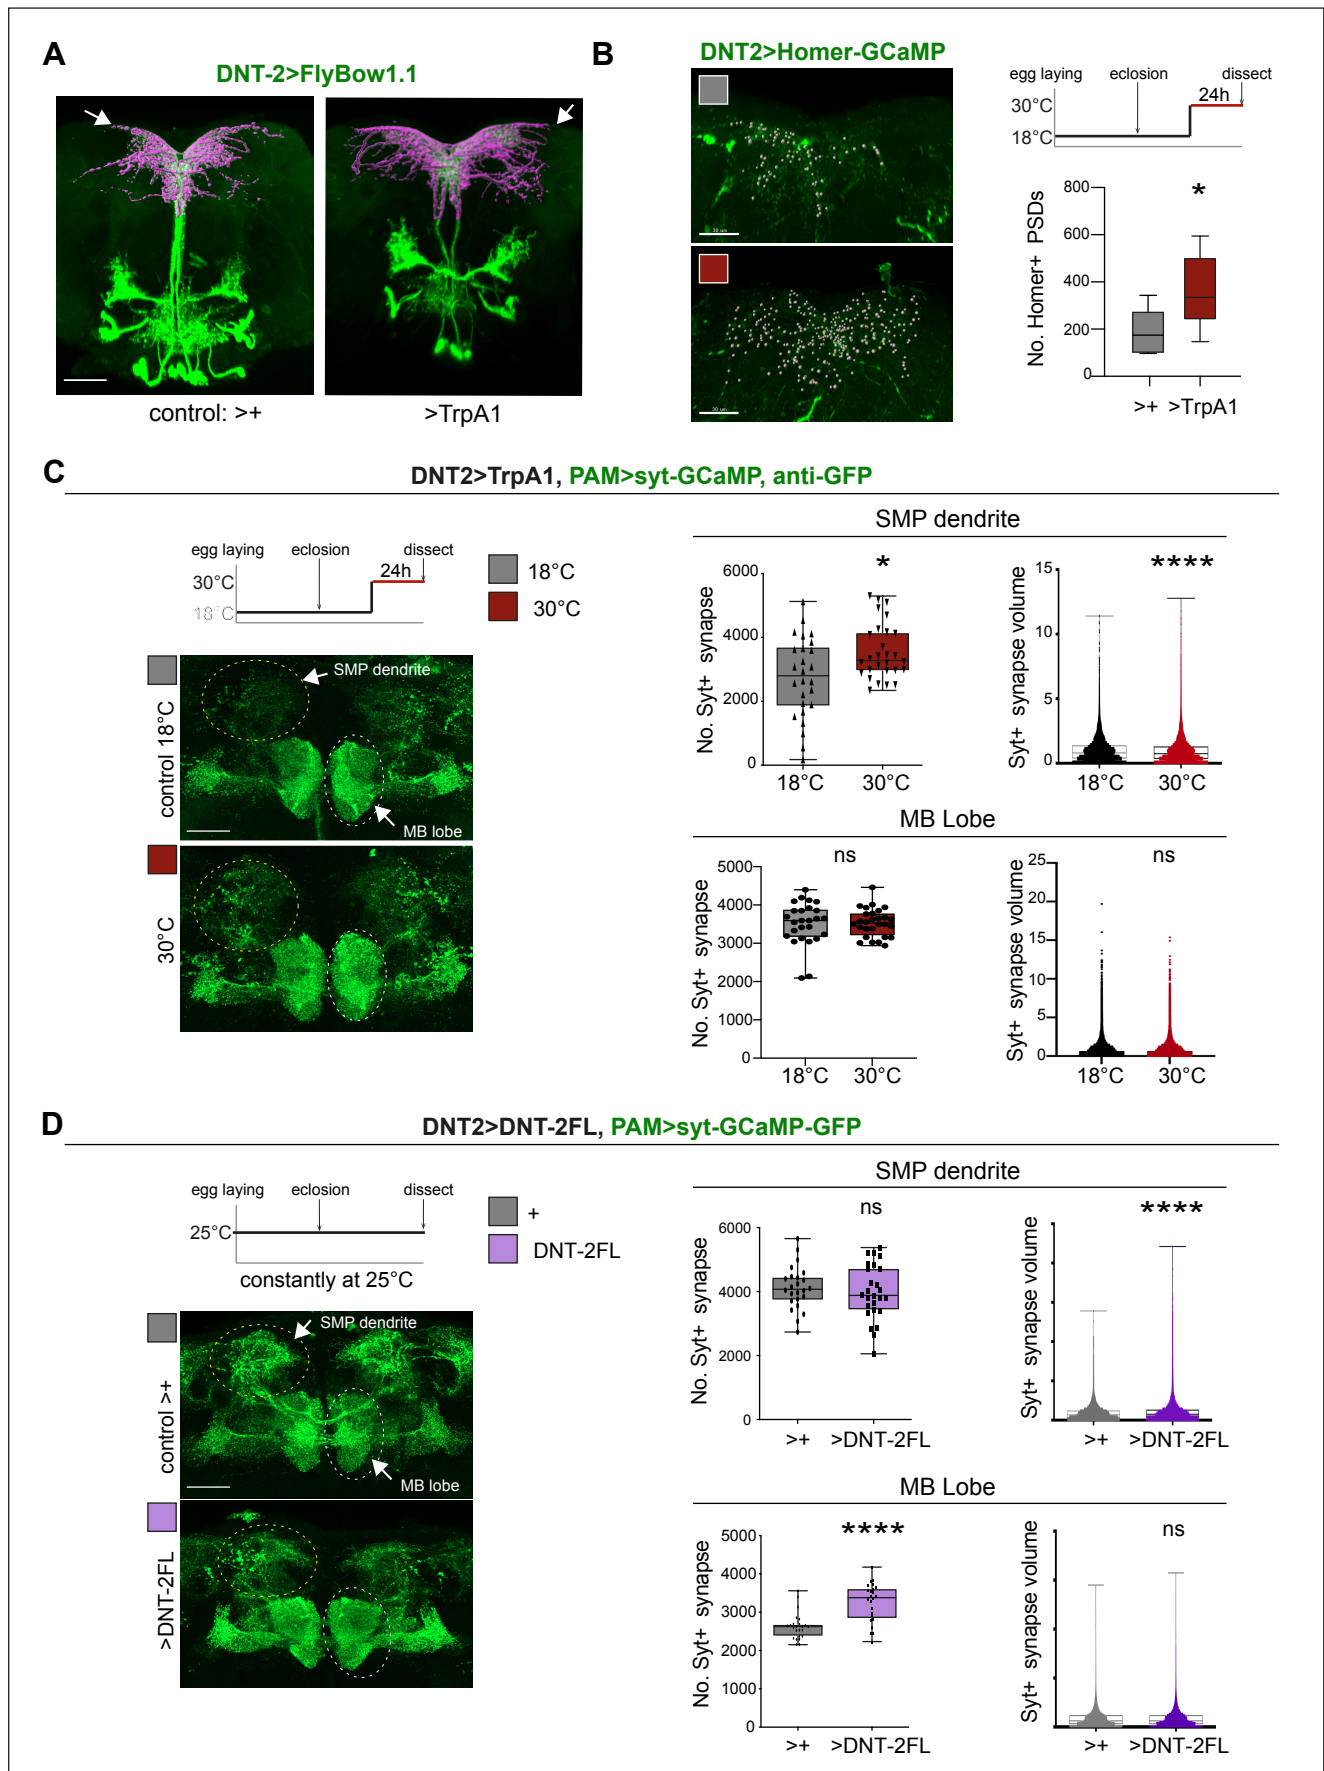 A
DNT-2>FlyBow1.1
control: >+
>TrpA1
B
DNT2>Homer-GCaMP
30 um
30 um
egg laying
eclosion
dissect
24h
30°C
18°C
No. Homer+ PSDs
800
600
400
200
0
*
>+
>TrpA1
C
DNT2>TrpA1, PAM>syt-GCaMP, anti-GFP
egg laying
eclosion
dissect
24h
30°C
18°C
18°C
30°C
control 18°C
SMP dendrite
MB lobe
30°C
SMP dendrite
No. Syt+ synapse
6000
4000
2000
0
*
18°C
30°C
Syt+ synapse volume
15
10
5
0
****
18°C
30°C
MB Lobe
No. Syt+ synapse
5000
4000
3000
2000
1000
0
ns
18°C
30°C
Syt+ synapse volume
25
20
15
10
5
0
ns
18°C
30°C
D
DNT2>DNT-2FL, PAM>syt-GCaMP-GFP
egg laying
eclosion
dissect
25°C
constantly at 25°C
+
DNT-2FL
control >+
SMP dendrite
MB lobe
>DNT-2FL
SMP dendrite
No. Syt+ synapse
6000
4000
2000
0
ns
>+
>DNT-2FL
Syt+ synapse volume
****
>+
>DNT-2FL
MB Lobe
No. Syt+ synapse
5000
4000
3000
2000
1000
0
****
>+
>DNT-2FL
Syt+ synapse volume
ns
>+
>DNT-2FL